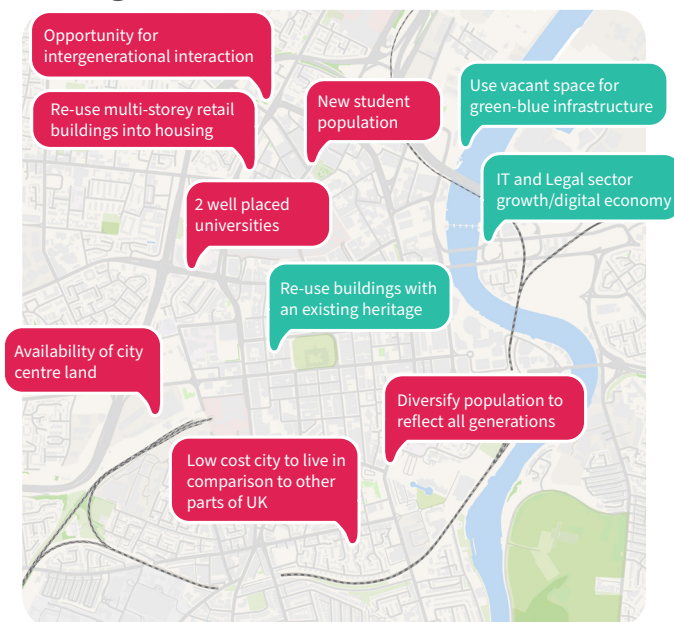 Opportunity for
intergenerational interaction
Re-use multi-storey retail
buildings into housing
New student
population
Use vacant space for
green-blue infrastructure
IT and Legal sector
growth/digital economy
2 well placed
universities
Re-use buildings with
an existing heritage
Availability of city
centre land
Diversify population to
reflect all generations
Low cost city to live in
comparison to other
parts of UK